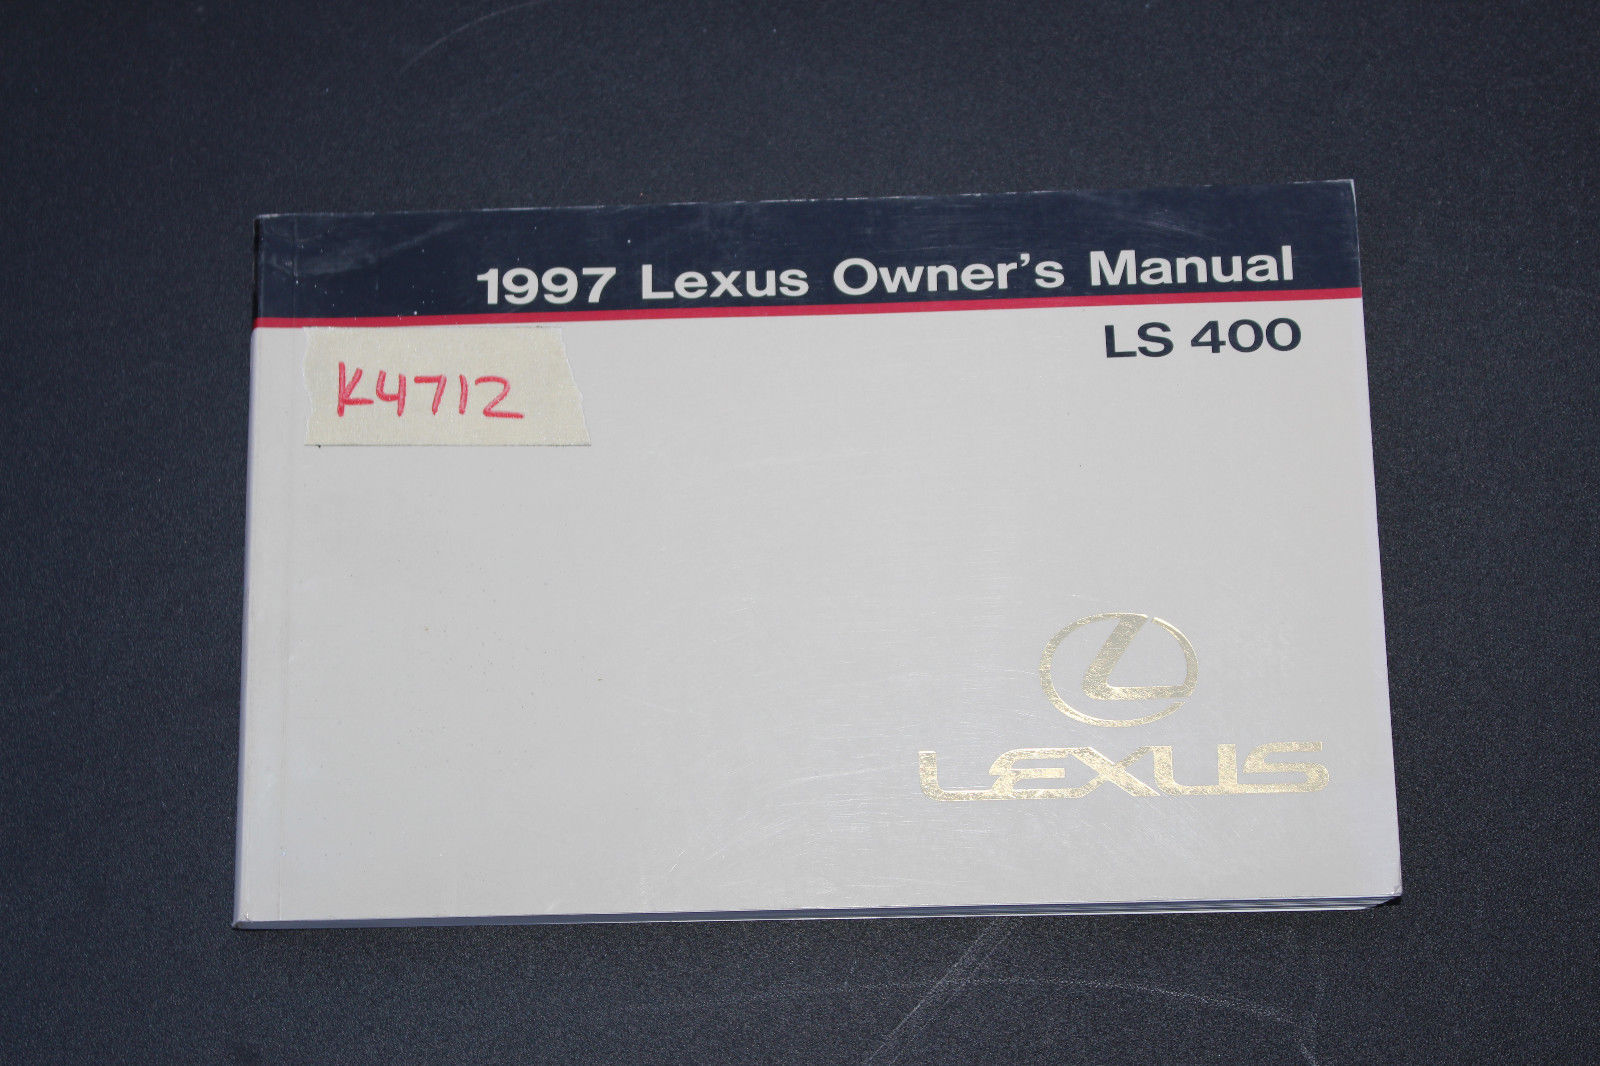 1997 Lexus Owner's Manual
LS 400
K4712
LEXUS